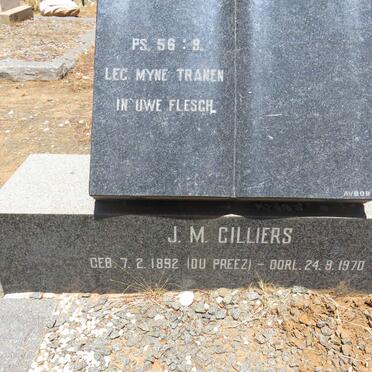 PS. 56 : 9.
LEG MYNE TRANEN
IN UWE FLESCH.
J. M. CILLIERS
GEB. 7. 2. 1892 (DU PREEZ) - OORL. 24. 9. 1970